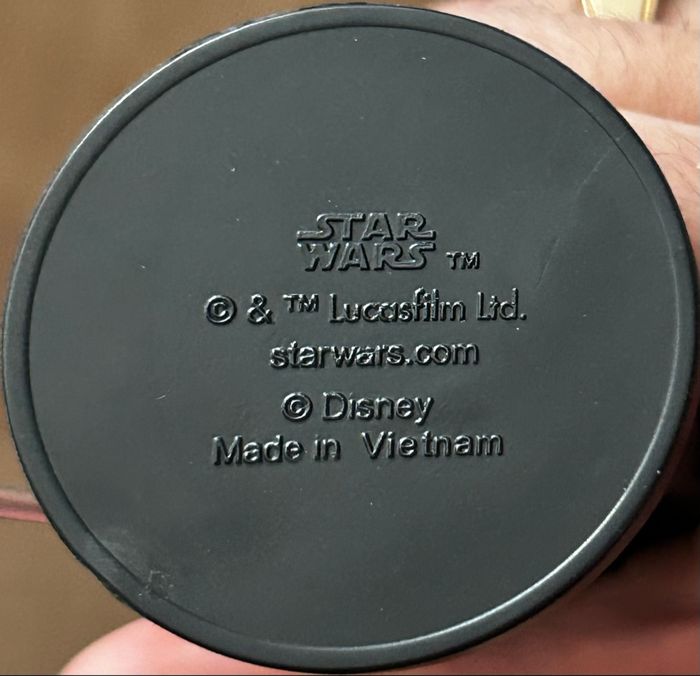 STAR
WARS ™
© & ™ Lucasfilm Ltd.
starwars.com
© Disney
Made in Vietnam